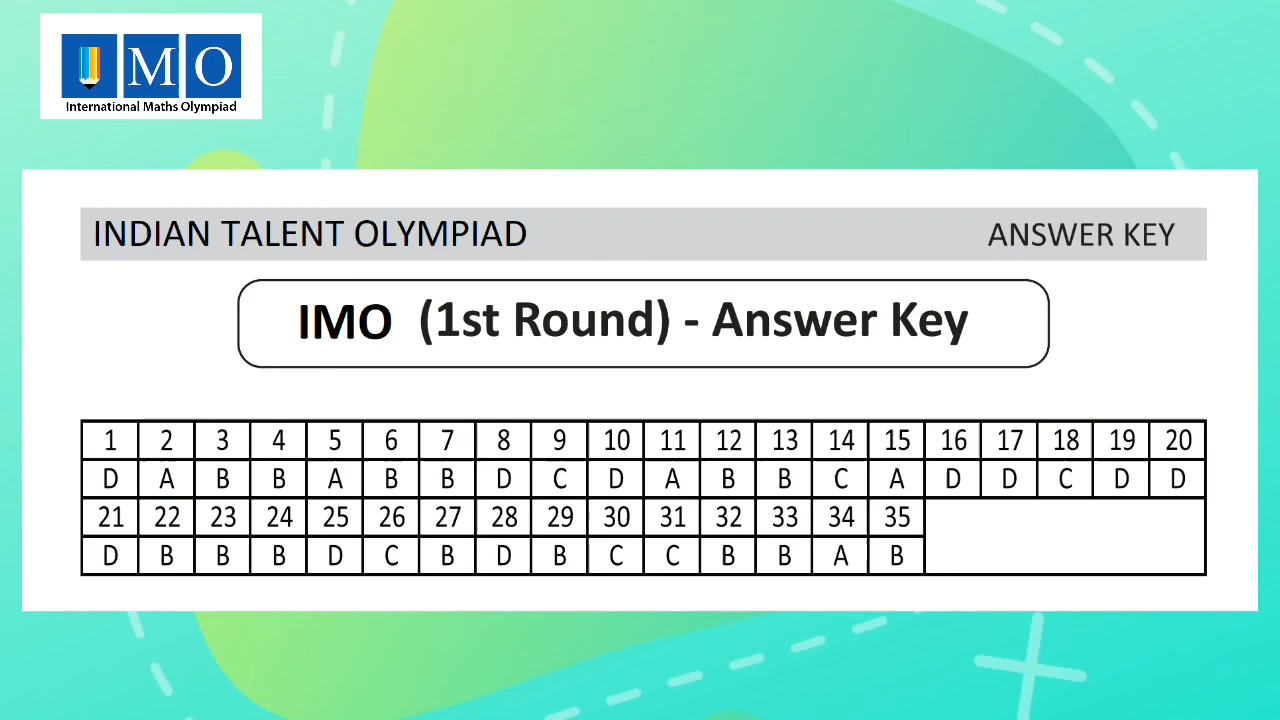 IMO
International Maths Olympiad
INDIAN TALENT OLYMPIAD ANSWER KEY
IMO (1st Round) - Answer Key
1 2 3 4 5 6 7 8 9 10 11 12 13 14 15 16 17 18 19 20
D A B B A B B D C D A B B C A D D C D D
21 22 23 24 25 26 27 28 29 30 31 32 33 34 35
D B B B D C B D B C C B B A B